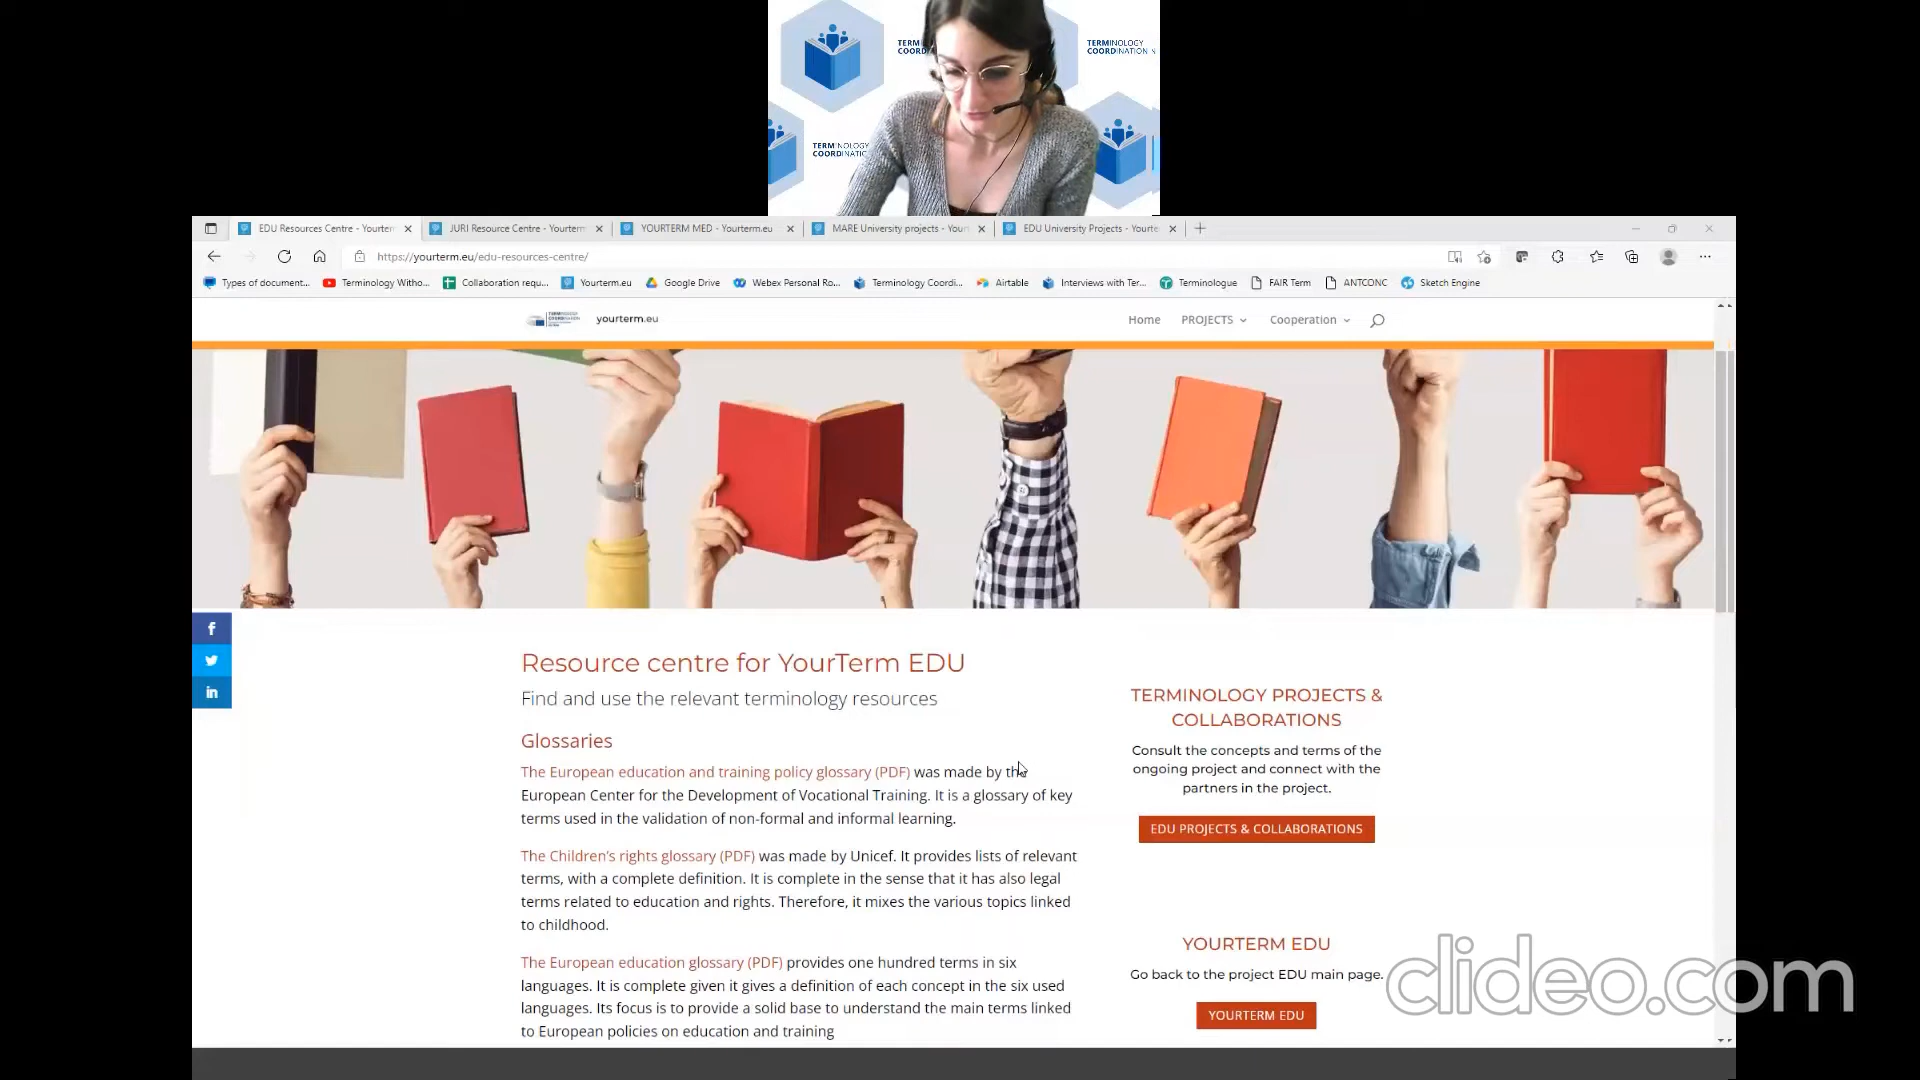 TERMINOLOGY
COORDINATION
TERMINOLOGY
EDU Resources Centre - Yourter
JURI Resource Centre - Yourterm
YOURTERM MED - Yourterm.eu
MARE University projects - Your
EDU University Projects - Yourte
https://yourterm.eu/edu-resources-centre/
Types of document...
Terminology Witho...
Collaboration requ...
Yourterm.eu
Google Drive
Webex Personal Ro...
Terminology Coordi...
Airtable
Interviews with Ter...
Terminologue
FAIR Term
ANTCONC
Sketch Engine
yourterm.eu
Home
PROJECTS
Cooperation
f
in
Resource centre for YourTerm EDU
Find and use the relevant terminology resources
Glossaries
The European education and training policy glossary (PDF) was made by the
European Center for the Development of Vocational Training. It is a glossary of key
terms used in the validation of non-formal and informal learning.
The Children's rights glossary (PDF) was made by Unicef. It provides lists of relevant
terms, with a complete definition. It is complete in the sense that it has also legal
terms related to education and rights. Therefore, it mixes the various topics linked
to childhood.
The European education glossary (PDF) provides one hundred terms in six
languages. It is complete given it gives a definition of each concept in the six used
languages. Its focus is to provide a solid base to understand the main terms linked
to European policies on education and training
TERMINOLOGY PROJECTS &
COLLABORATIONS
Consult the concepts and terms of the
ongoing project and connect with the
partners in the project.
EDU PROJECTS & COLLABORATIONS
YOURTERM EDU
Go back to the project EDU main page.
YOURTERM EDU
clideo.com